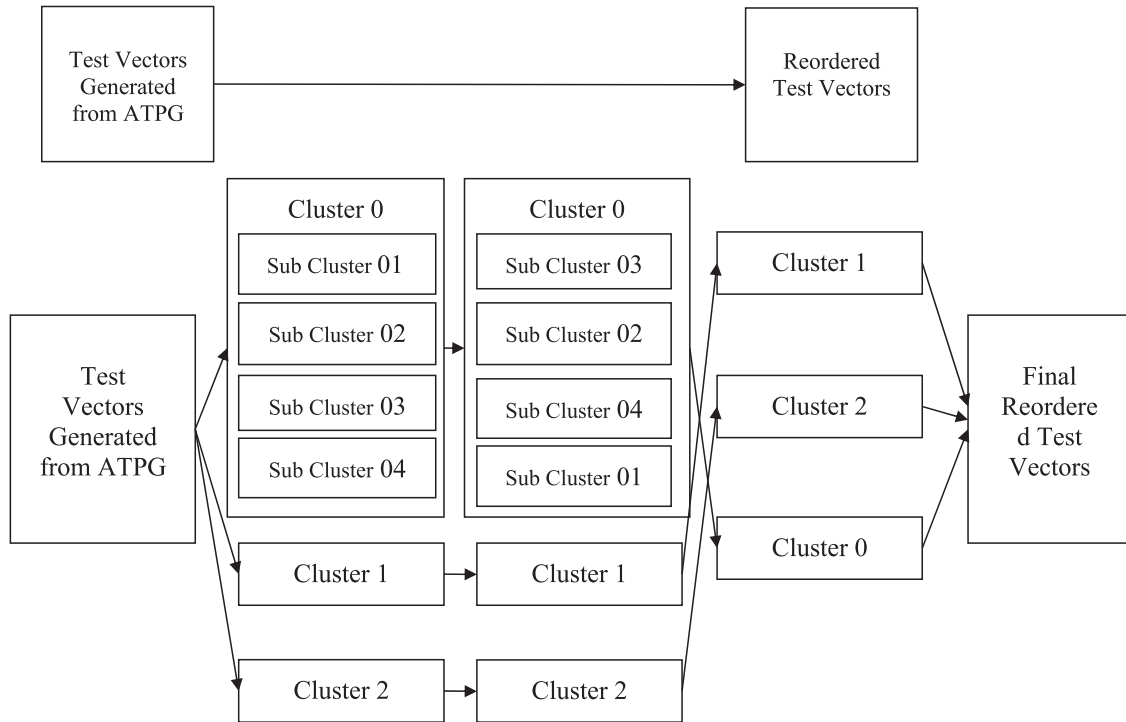 Test Vectors
Generated
from ATPG
Reordered
Test Vectors
Test
Vectors
Generated
from ATPG
Cluster 0
Sub Cluster 01
Sub Cluster 02
Sub Cluster 03
Sub Cluster 04
Cluster 1
Cluster 2
Cluster 0
Sub Cluster 03
Sub Cluster 02
Sub Cluster 04
Sub Cluster 01
Cluster 1
Cluster 2
Cluster 1
Cluster 2
Cluster 0
Final
Reordere
d Test
Vectors